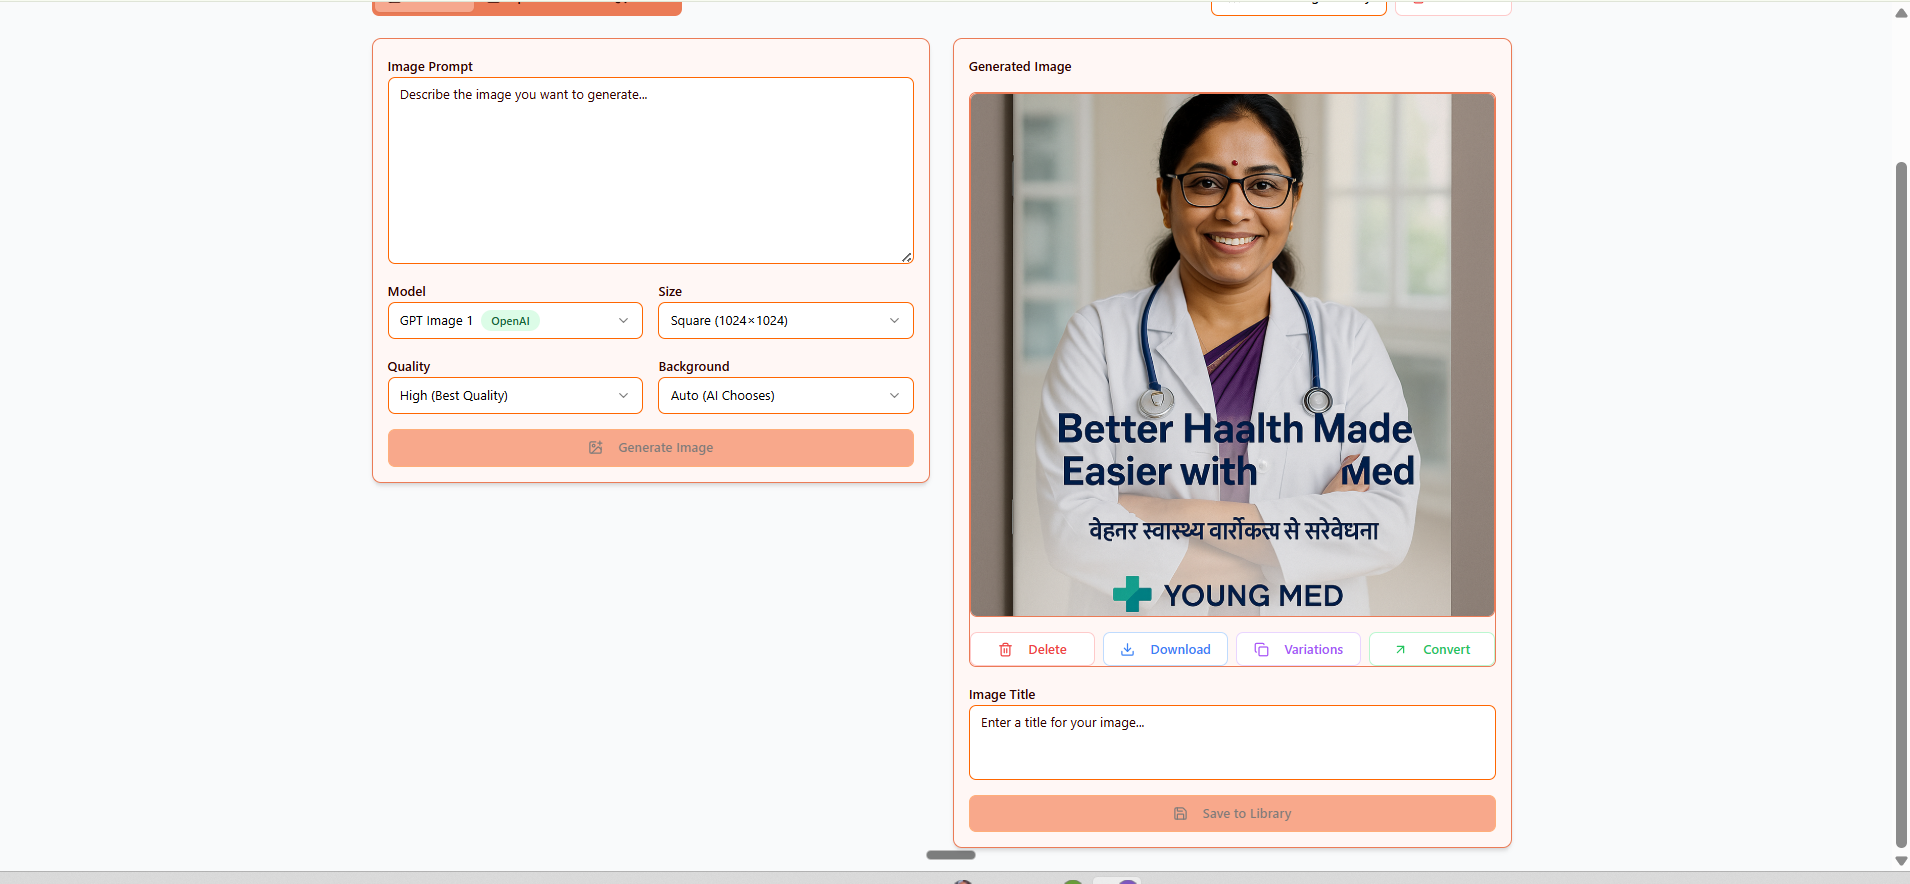 Image Prompt
Describe the image you want to generate...
Model
Size
GPT Image 1 OpenAI
Square (1024×1024)
Quality
Background
High (Best Quality)
Auto (AI Chooses)
Generate Image
Generated Image
Better Haalth Made
Easier with Med
वेहतर स्वास्थ्य वार्रोकत्य से सरेवेधना
YOUNG MED
Delete
Download
Variations
Convert
Image Title
Enter a title for your image...
Save to Library